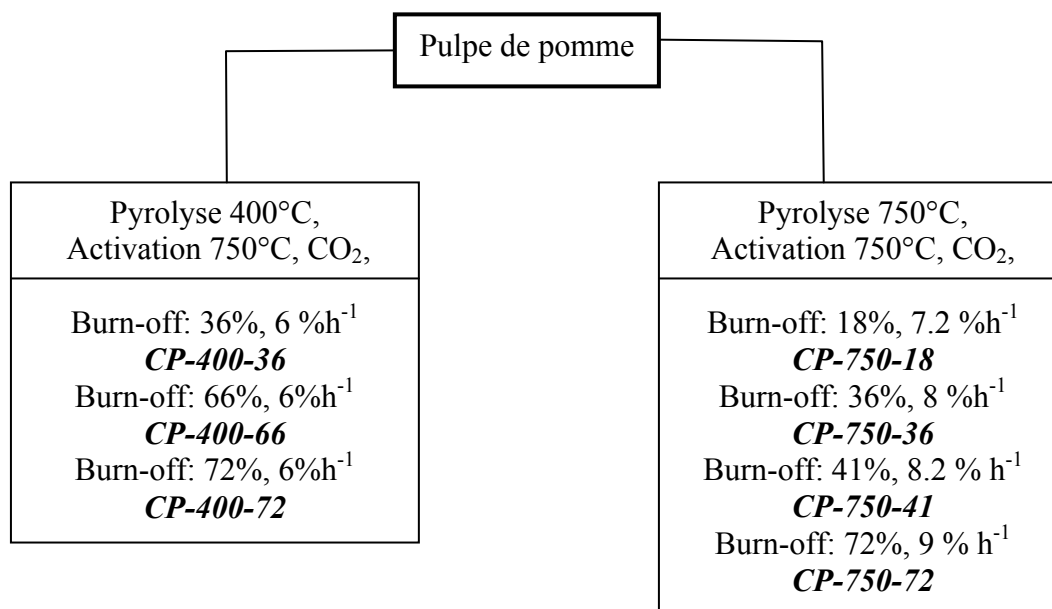 Pulpe de pomme
Pyrolyse 400°C,
Activation 750°C, CO₂,
Burn-off: 36%, 6 %h⁻¹
CP-400-36
Burn-off: 66%, 6%h⁻¹
CP-400-66
Burn-off: 72%, 6%h⁻¹
CP-400-72
Pyrolyse 750°C,
Activation 750°C, CO₂,
Burn-off: 18%, 7.2 %h⁻¹
CP-750-18
Burn-off: 36%, 8 %h⁻¹
CP-750-36
Burn-off: 41%, 8.2 % h⁻¹
CP-750-41
Burn-off: 72%, 9 % h⁻¹
CP-750-72